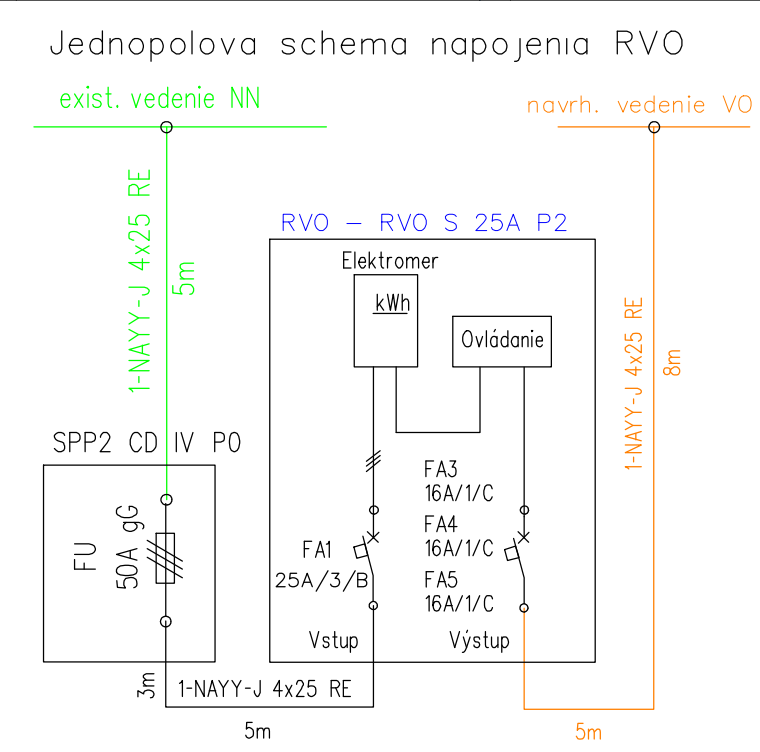 Jednopolova schema napojenia RVO
exist. vedenie NN
navrh. vedenie VO
1-NAYY-J 4x25 RE
5m
RVO - RVO S 25A P2
Elektromer
kWh
Ovládanie
1-NAYY-J 4x25 RE
8m
SPP2 CD IV P0
FU
50A gG
FA1
25A/3/B
FA3
16A/1/C
FA4
16A/1/C
FA5
16A/1/C
Vstup
Výstup
3m
1-NAYY-J 4x25 RE
5m
5m